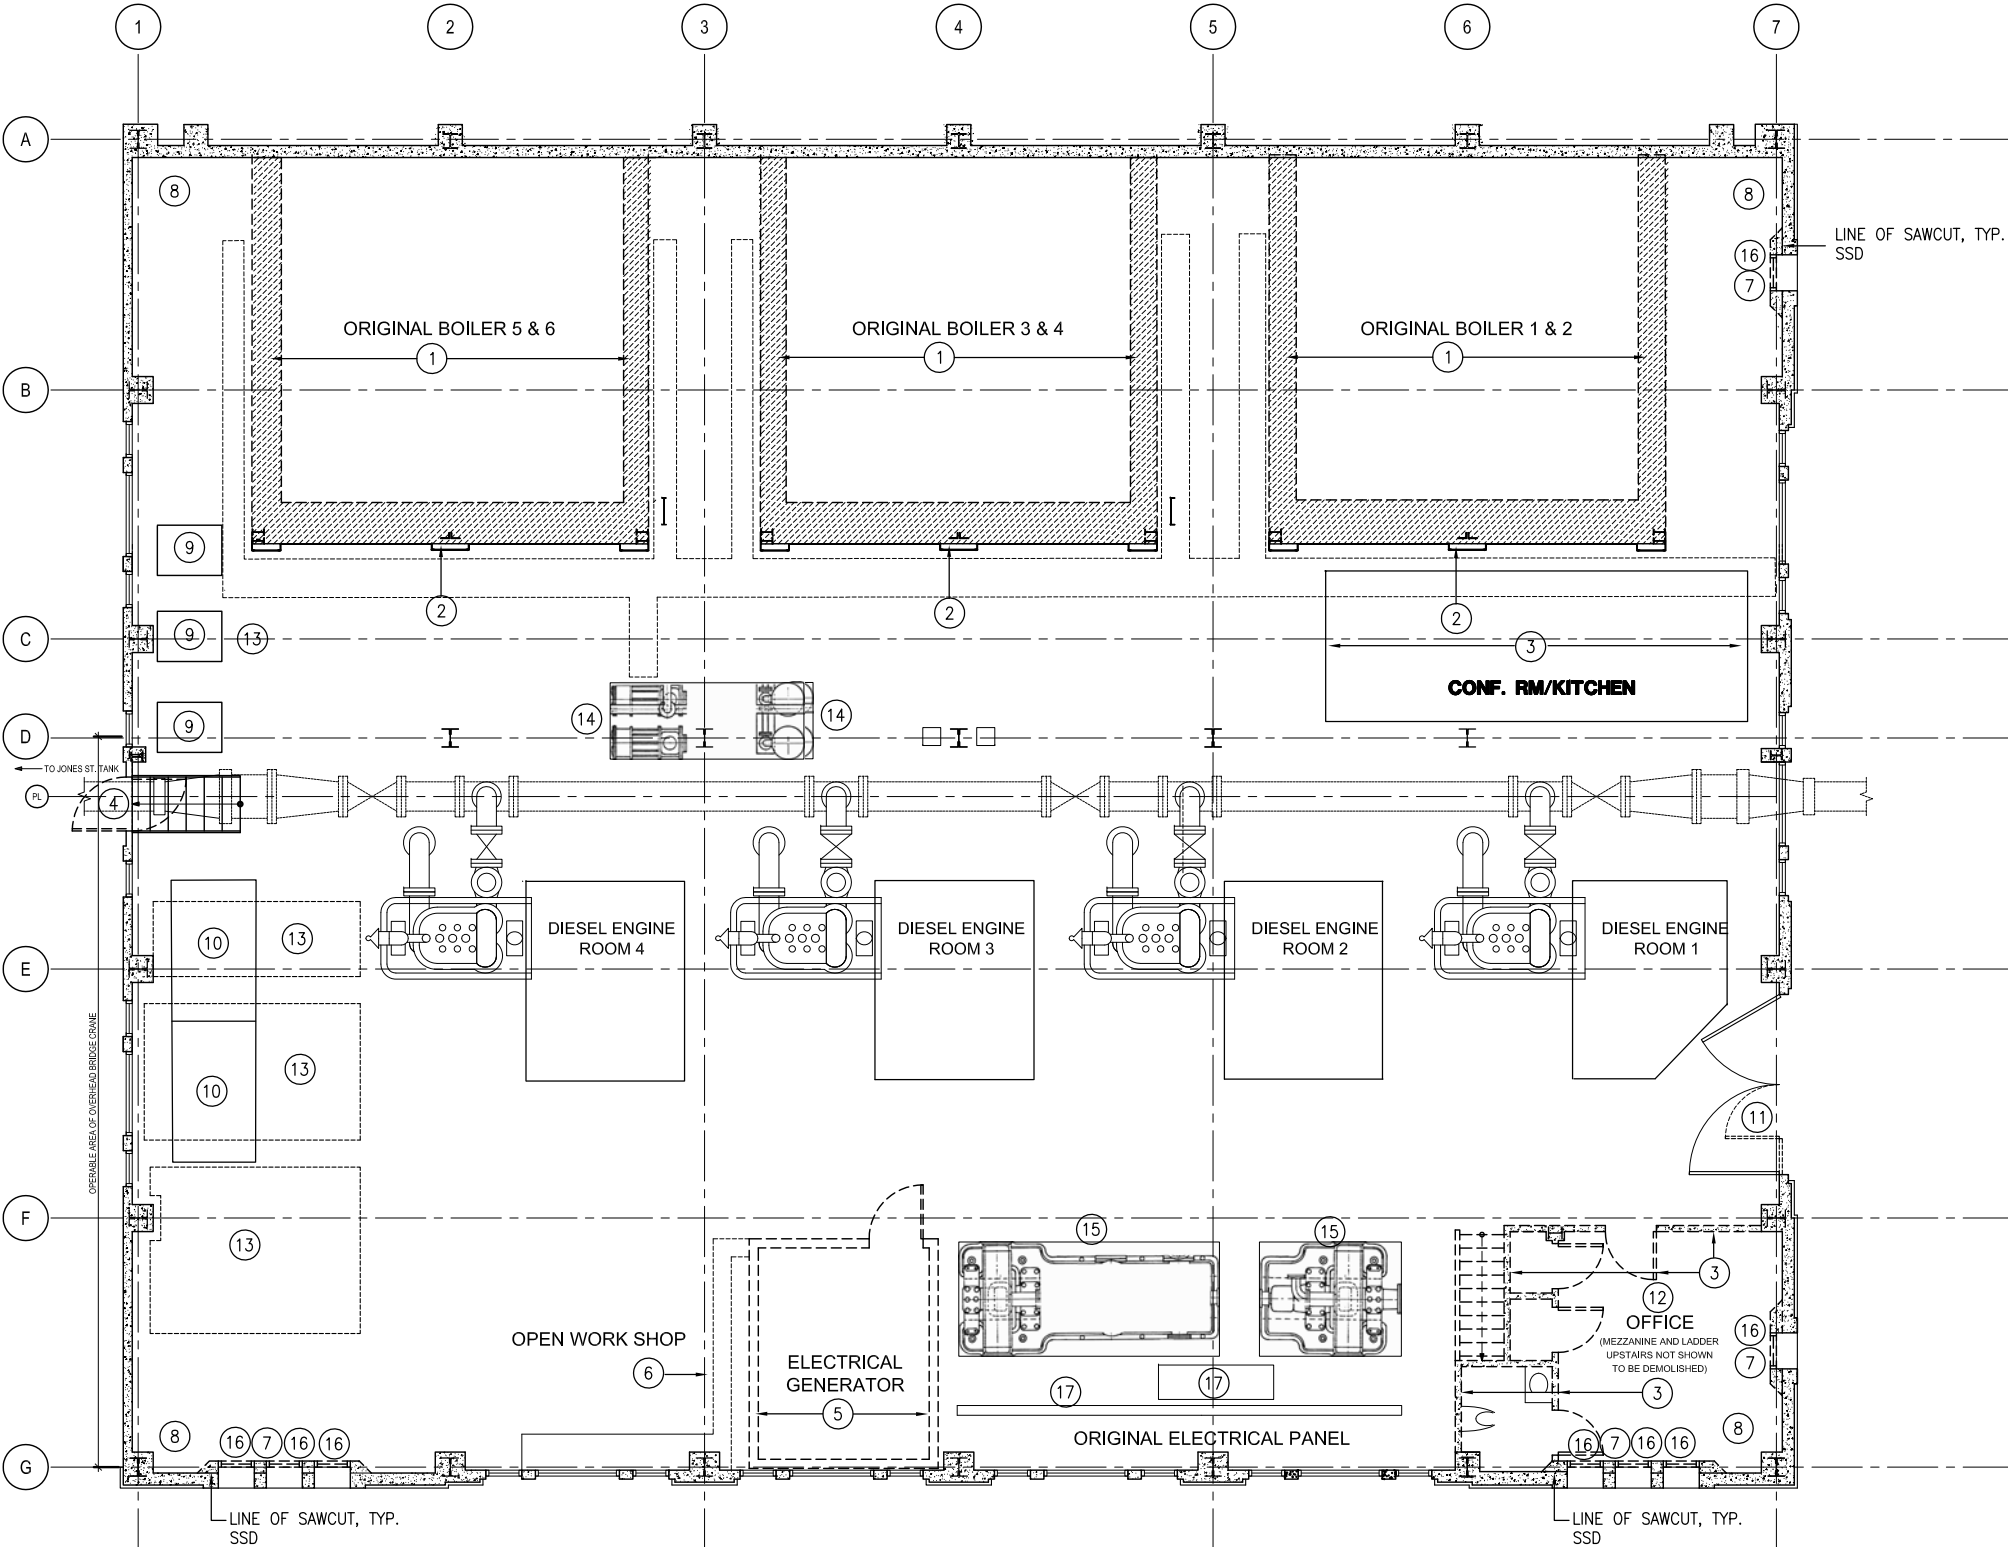 1 2 3 4 5 6 7
A
8 8
LINE OF SAWCUT, TYP.
SSD
16
7
ORIGINAL BOILER 5 & 6 ORIGINAL BOILER 3 & 4 ORIGINAL BOILER 1 & 2
1 1 1
B
9
2 2 2
C
9 13
3
CONF. RM/KITCHEN
9
14 14
D
TO JONES ST. TANK
PL
4
DIESEL ENGINE
ROOM 4
DIESEL ENGINE
ROOM 3
DIESEL ENGINE
ROOM 2
DIESEL ENGINE
ROOM 1
10 13
E
OPERABLE AREA OF OVERHEAD BRIDGE CRANE
13
10
11
F
13
15 15
3
12
OFFICE
(MEZZANINE AND LADDER
UPSTAIRS NOT SHOWN
TO BE DEMOLISHED)
16
7
OPEN WORK SHOP
6
ELECTRICAL
GENERATOR
5
17 17
3
ORIGINAL ELECTRICAL PANEL
8 8
16 7 16 16
16 7 16 16
G
LINE OF SAWCUT, TYP.
SSD
LINE OF SAWCUT, TYP.
SSD